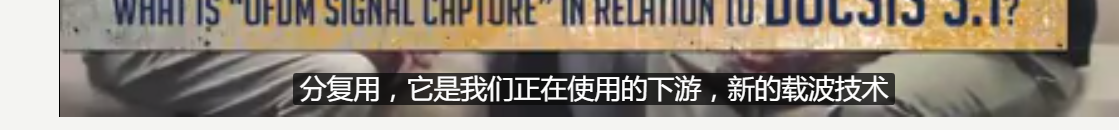 WHAT IS “OFDM SIGNAL CAPTURE” IN RELATION TO DOCSIS 3.1?
分复用，它是我们正在使用的下游，新的载波技术